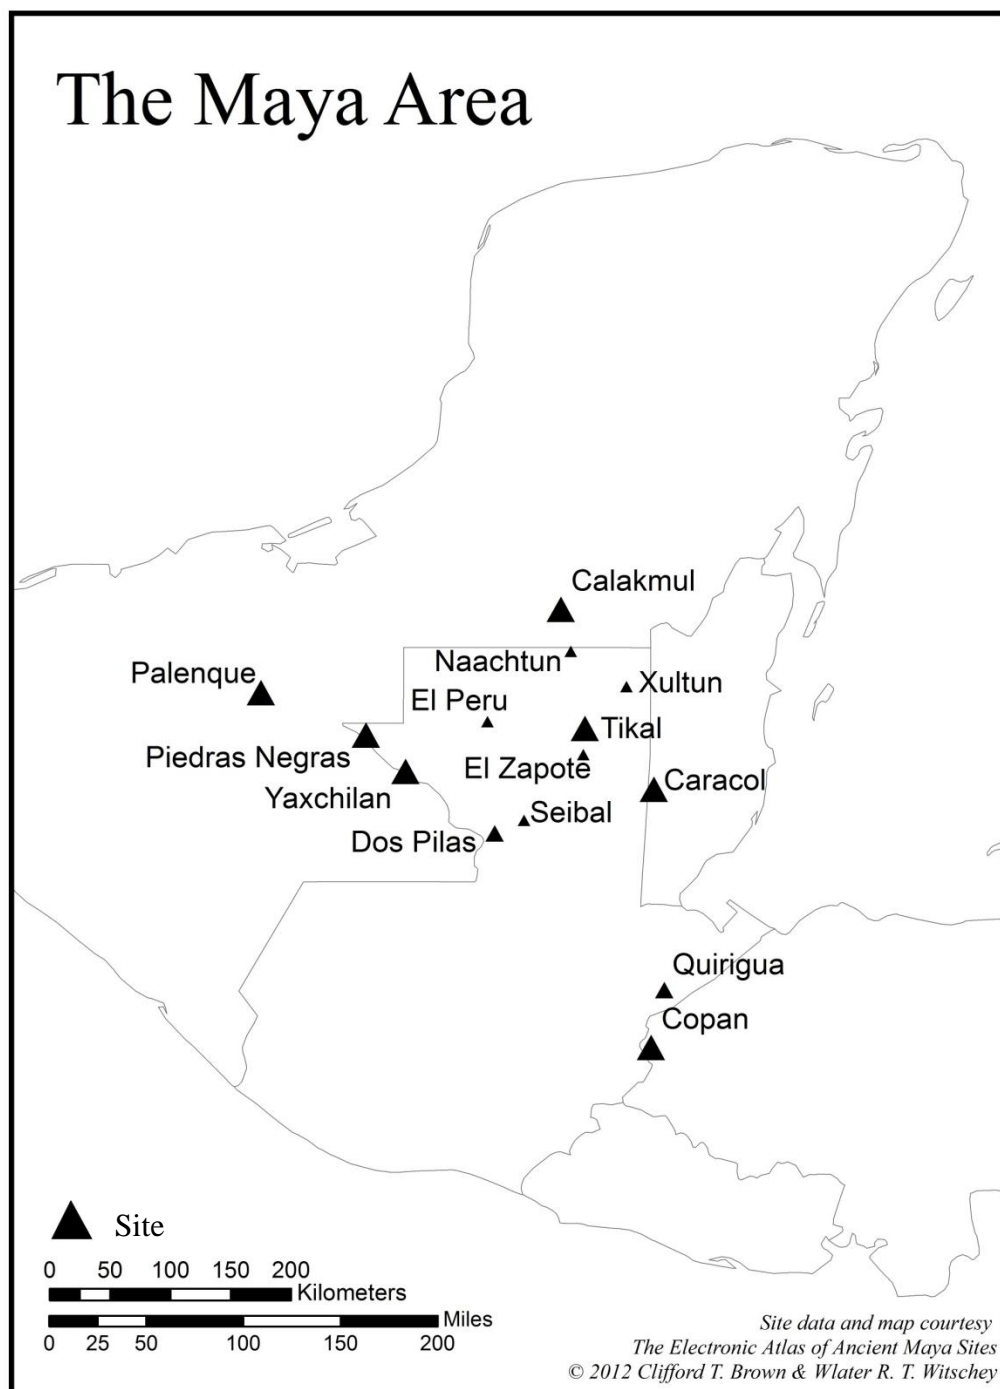 The Maya Area
Calakmul
Naachtun
Palenque
Xultun
El Peru
Tikal
Piedras Negras
El Zapote
Caracol
Yaxchilan
Seibal
Dos Pilas
Quirigua
Copan
Site
0 50 100 150 200
Kilometers
Miles
0 25 50 100 150 200
Site data and map courtesy
The Electronic Atlas of Ancient Maya Sites
© 2012 Clifford T. Brown & Wlater R. T. Witschey